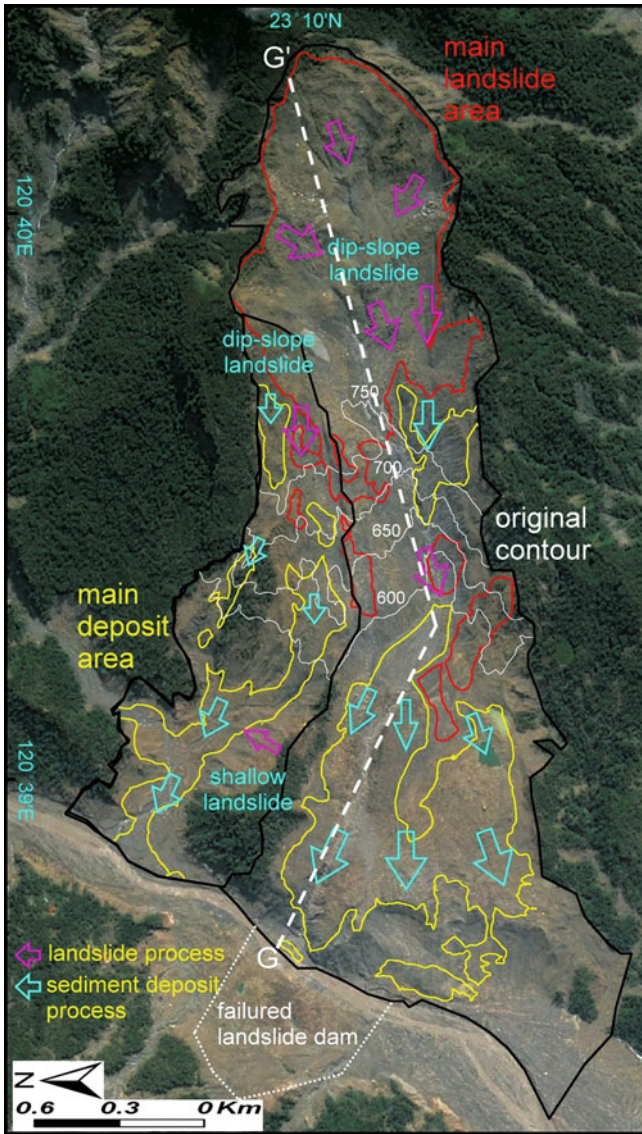 23 10'N
G'
main
landslide
area
120 40'E
dip-slope
landslide
dip-slope
landslide
750
700
650
600
original
contour
main
deposit
area
120 39'E
shallow
landslide
G
landslide process
sediment deposit
process
failured
landslide dam
N
0.6 0.3 0 Km